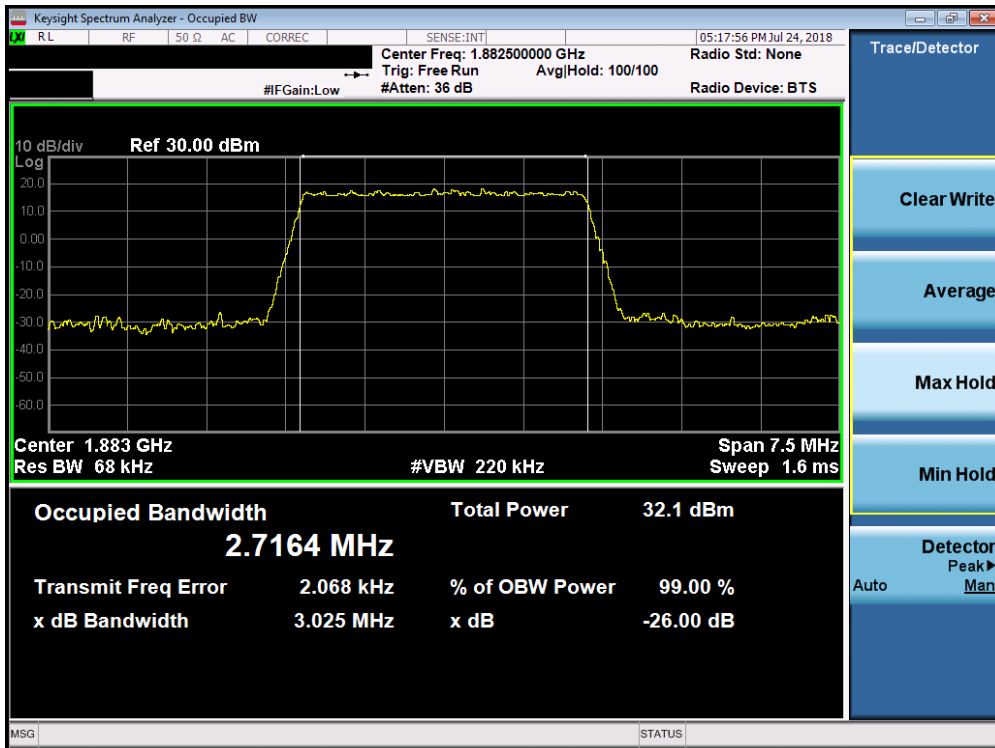 Keysight Spectrum Analyzer - Occupied BW
LXI RL RF 50 Ω AC CORREC SENSE:INT 05:17:56 PM Jul 24, 2018
Center Freq: 1.882500000 GHz Radio Std: None
Trig: Free Run Avg|Hold: 100/100
#IFGain:Low #Atten: 36 dB Radio Device: BTS
10 dB/div Ref 30.00 dBm
Log
20.0
10.0
0.00
-10.0
-20.0
-30.0
-40.0
-50.0
-60.0
Center 1.883 GHz Span 7.5 MHz
Res BW 68 kHz #VBW 220 kHz Sweep 1.6 ms
Occupied Bandwidth Total Power 32.1 dBm
2.7164 MHz
Transmit Freq Error 2.068 kHz % of OBW Power 99.00 %
x dB Bandwidth 3.025 MHz x dB -26.00 dB
MSG STATUS
Trace/Detector
Clear Write
Average
Max Hold
Min Hold
Detector
Peak▶
Auto Man